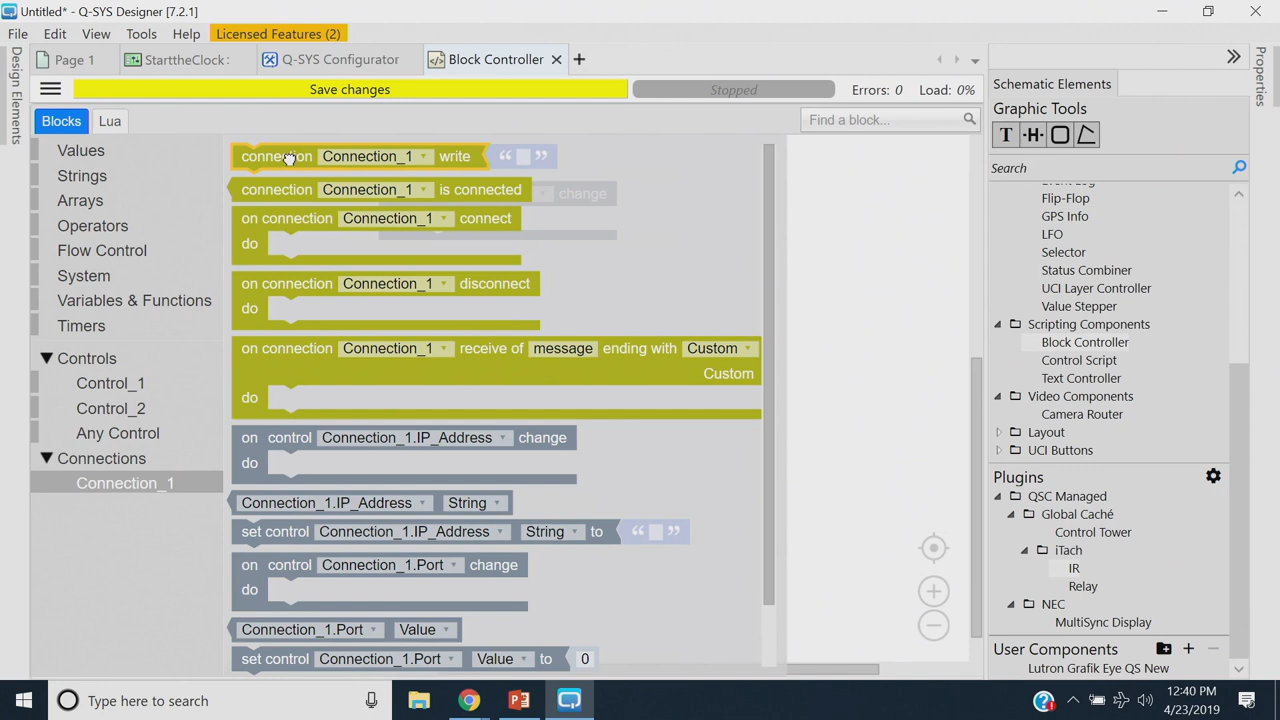 Untitled* - Q-SYS Designer [7.2.1]
File Edit View Tools Help Licensed Features (2)
Page 1 StarttheClock: Q-SYS Configurator Block Controller
Save changes Stopped Errors: 0 Load: 0%
Blocks Lua Find a block...
Design Elements
Values
Strings
Arrays
Operators
Flow Control
System
Variables & Functions
Timers
Controls
Control_1
Control_2
Any Control
Connections
Connection_1
connection Connection_1 write “ ”
connection Connection_1 is connected
change
on connection Connection_1 connect
do
on connection Connection_1 disconnect
do
on connection Connection_1 receive of message ending with Custom
Custom
do
on control Connection_1.IP_Address change
do
Connection_1.IP_Address String
set control Connection_1.IP_Address String to “ ”
on control Connection_1.Port change
do
Connection_1.Port Value
set control Connection_1.Port Value to 0
Schematic Elements
Graphic Tools
T H
Search
Flip-Flop
GPS Info
LFO
Selector
Status Combiner
UCI Layer Controller
Value Stepper
Scripting Components
Block Controller
Control Script
Text Controller
Video Components
Camera Router
Layout
UCI Buttons
Plugins
QSC Managed
Global Caché
Control Tower
iTach
IR
Relay
NEC
MultiSync Display
User Components
Lutron Grafik Eye QS New
Properties
Type here to search
12:40 PM
4/23/2019